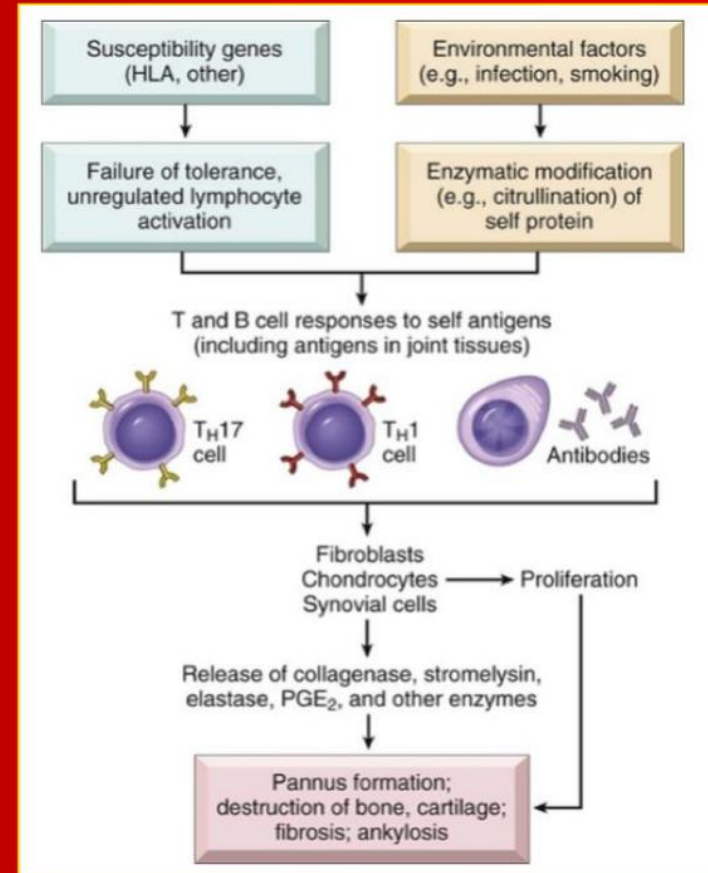 Susceptibility genes
(HLA, other)
Environmental factors
(e.g., infection, smoking)
Failure of tolerance,
unregulated lymphocyte
activation
Enzymatic modification
(e.g., citrullination) of
self protein
T and B cell responses to self antigens
(including antigens in joint tissues)
TH17
cell
TH1
cell
Antibodies
Fibroblasts
Chondrocytes
Synovial cells
Proliferation
Release of collagenase, stromelysin,
elastase, PGE2, and other enzymes
Pannus formation;
destruction of bone, cartilage;
fibrosis; ankylosis